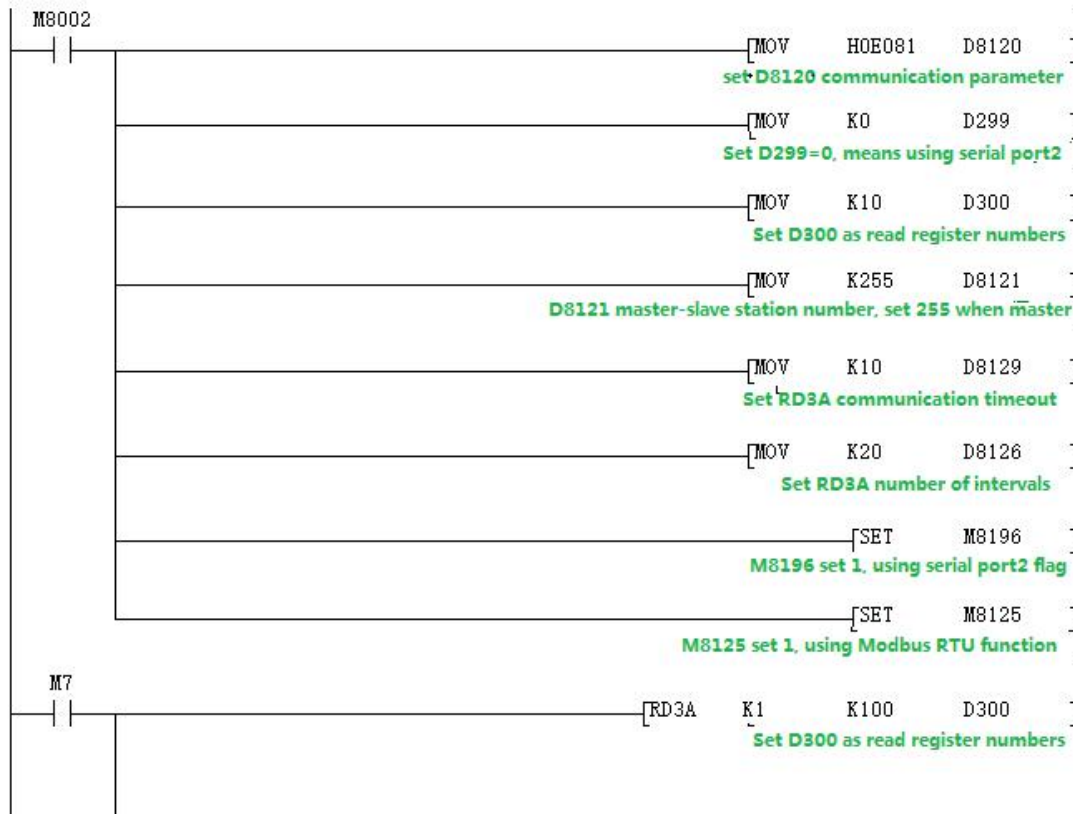 M8002
[MOV H0E081 D8120 ]
set D8120 communication parameter
[MOV K0 D299 ]
Set D299=0, means using serial port2
[MOV K10 D300 ]
Set D300 as read register numbers
[MOV K255 D8121 ]
D8121 master-slave station number, set 255 when master
[MOV K10 D8129 ]
Set RD3A communication timeout
[MOV K20 D8126 ]
Set RD3A number of intervals
[SET M8196 ]
M8196 set 1, using serial port2 flag
[SET M8125 ]
M8125 set 1, using Modbus RTU function
M7
[RD3A K1 K100 D300 ]
Set D300 as read register numbers